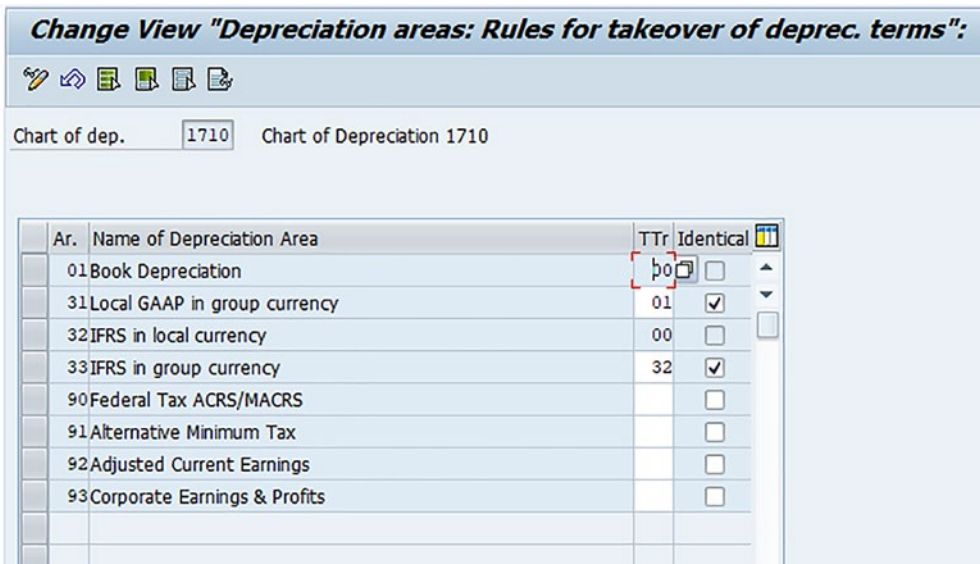 Change View "Depreciation areas: Rules for takeover of deprec. terms":
Chart of dep. 1710 Chart of Depreciation 1710
Ar. Name of Depreciation Area TTr Identical
01 Book Depreciation 00
31 Local GAAP in group currency 01
32 IFRS in local currency 00
33 IFRS in group currency 32
90 Federal Tax ACRS/MACRS
91 Alternative Minimum Tax
92 Adjusted Current Earnings
93 Corporate Earnings & Profits